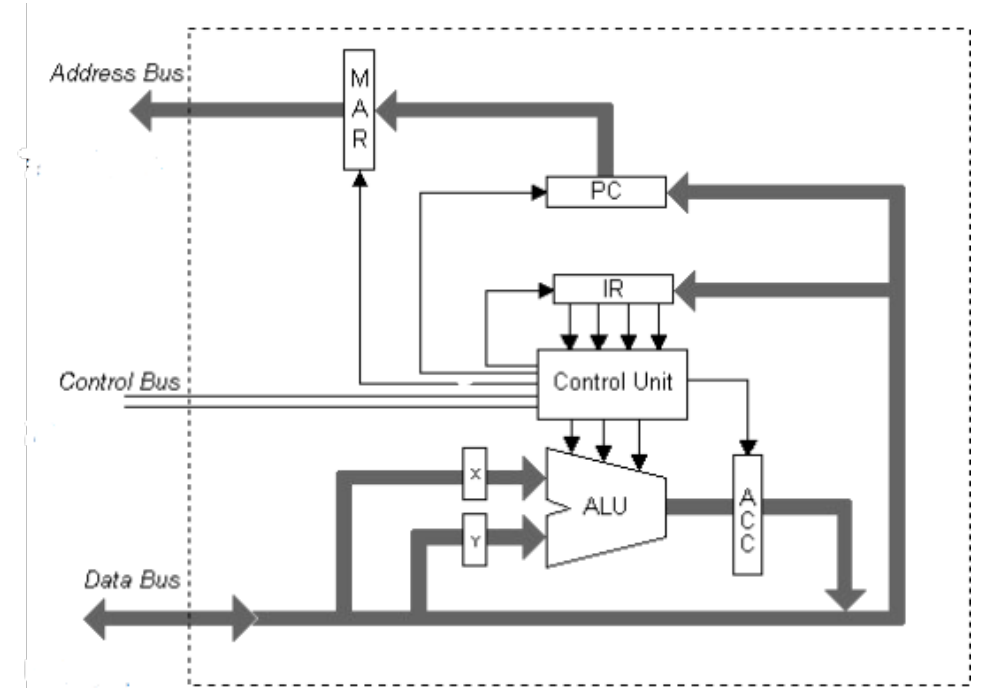 Address Bus
M
A
R
PC
IR
Control Bus
Control Unit
X
Y
ALU
A
C
C
Data Bus